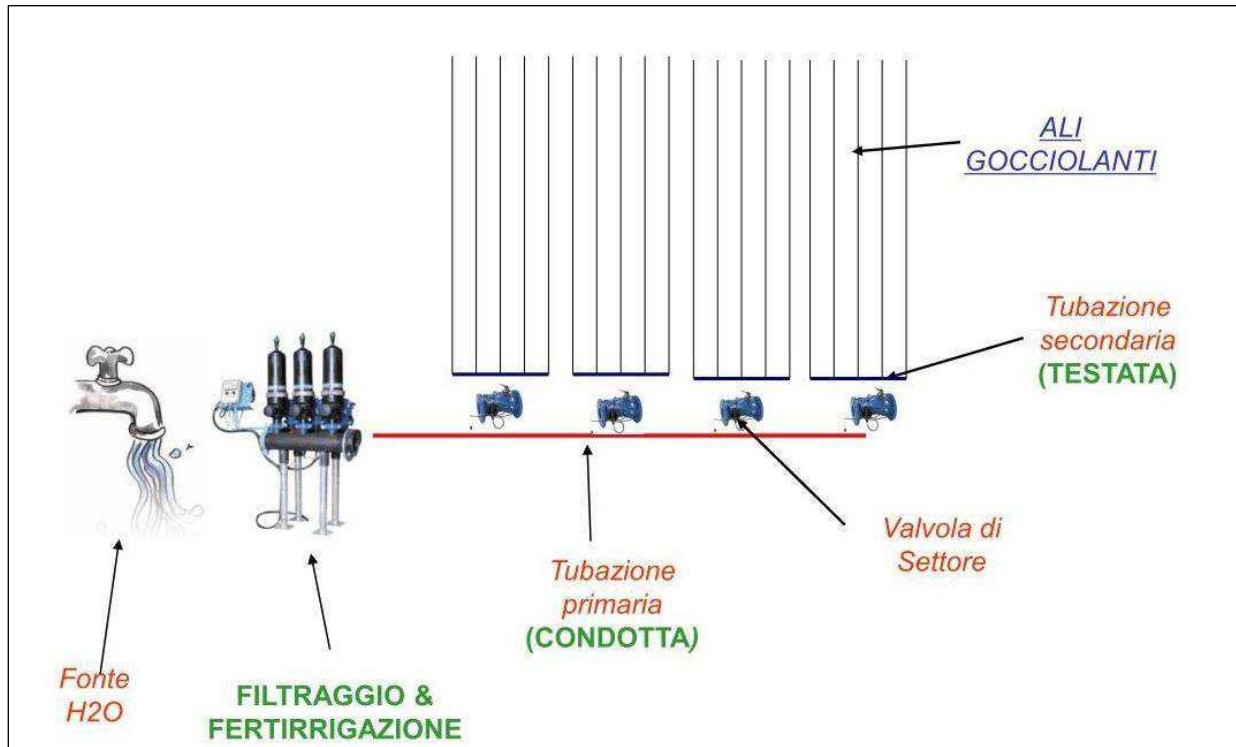 ALI
GOCCIOLANTI
Tubazione
secondaria
(TESTATA)
Valvola di
Settore
Tubazione
primaria
(CONDOTTA)
Fonte
H2O
FILTRAGGIO &
FERTIRRIGAZIONE